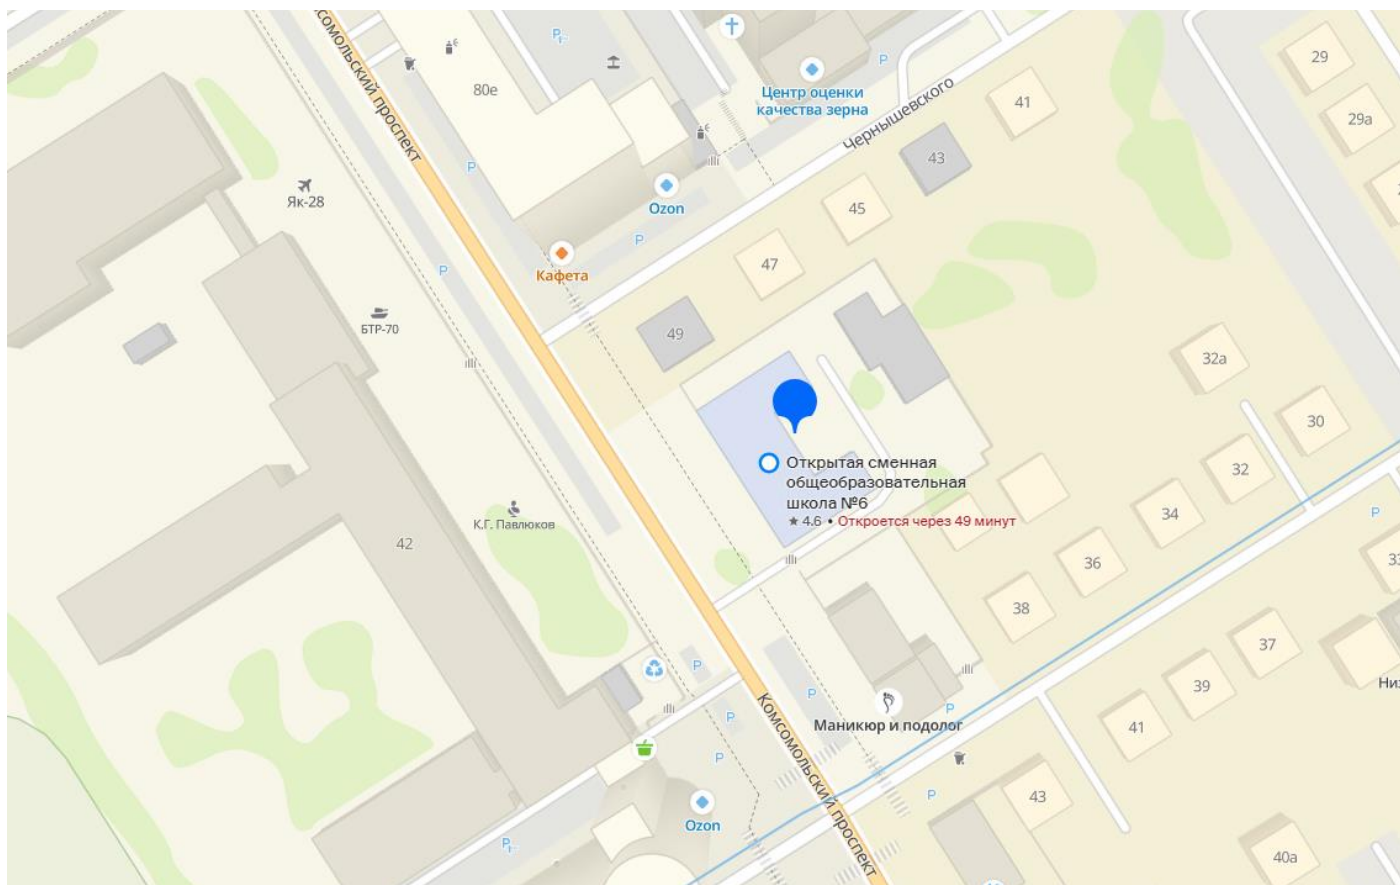 Комсомольский проспект
80е
P
P
Центр оценки
качества зерна
Чернышевского
41
29
29а
43
P
Як-28
Ozon
45
P
Кафета
47
P
БТР-70
49
32а
30
32
Открытая сменная
общеобразовательная
школа №6
★ 4.6 • Откроется через 49 минут
34
P
К.Г. Павлюков
42
36
38
37
P
39
P
P
P
Маникюр и подолог
Комсомольский проспект
41
P
43
P
Ozon
P
40а